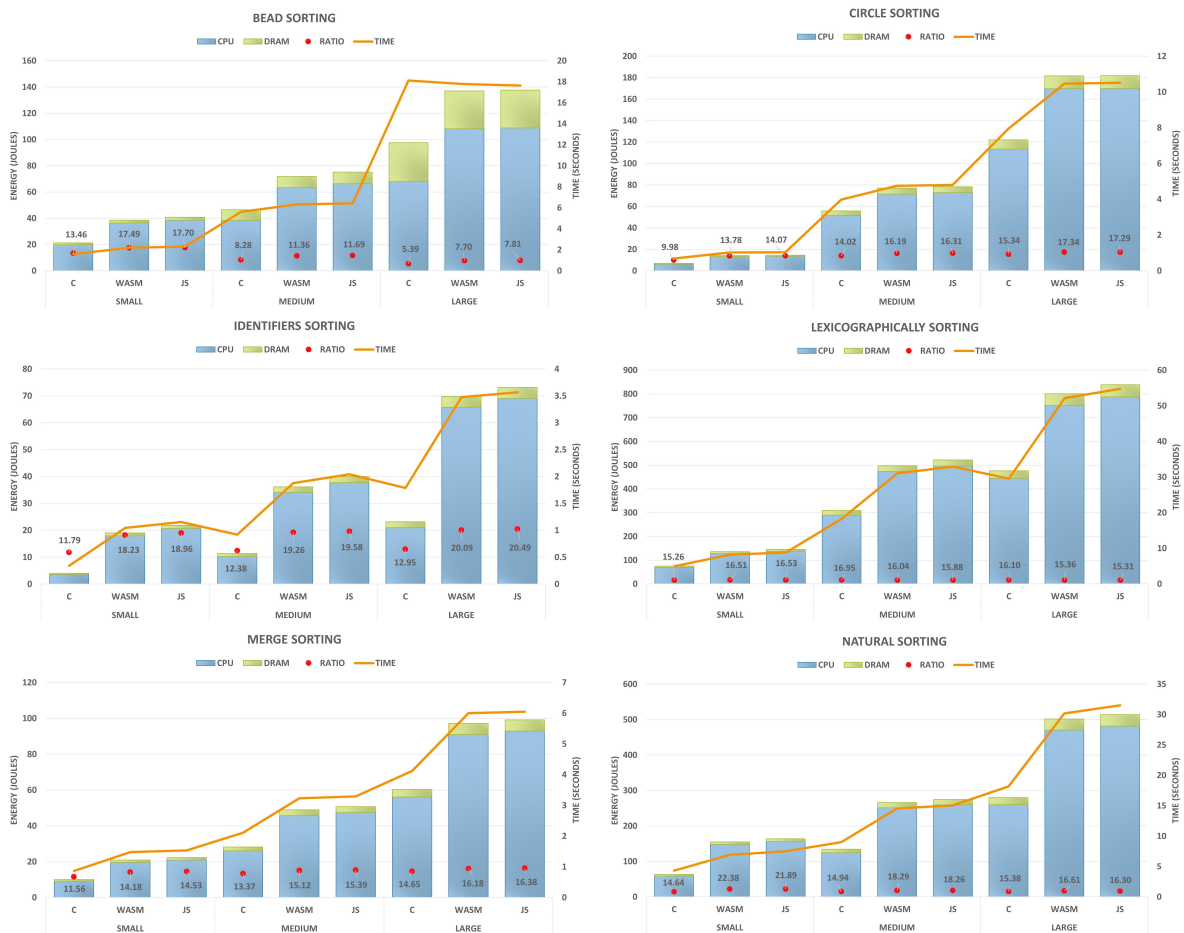 BEAD SORTING
CPU DRAM RATIO TIME
160
140
120
100
80
60
40
20
0
ENERGY (JOULES)
20
18
16
14
12
10
8
6
4
2
0
TIME (SECONDS)
13.46 17.49 17.70 8.28 11.36 11.69 5.39 7.70 7.81
C WASM JS C WASM JS C WASM JS
SMALL MEDIUM LARGE
CIRCLE SORTING
CPU DRAM RATIO TIME
200
180
160
140
120
100
80
60
40
20
0
ENERGY (JOULES)
12
10
8
6
4
2
0
TIME (SECONDS)
9.98 13.78 14.07 14.02 16.19 16.31 15.34 17.34 17.29
C WASM JS C WASM JS C WASM JS
SMALL MEDIUM LARGE
IDENTIFIERS SORTING
CPU DRAM RATIO TIME
80
70
60
50
40
30
20
10
0
ENERGY (JOULES)
4
3.5
3
2.5
2
1.5
1
0.5
0
TIME (SECONDS)
11.79 18.23 18.96 12.38 19.26 19.58 12.95 20.09 20.49
C WASM JS C WASM JS C WASM JS
SMALL MEDIUM LARGE
LEXICOGRAPHICALLY SORTING
CPU DRAM RATIO TIME
900
800
700
600
500
400
300
200
100
0
ENERGY (JOULES)
60
50
40
30
20
10
0
TIME (SECONDS)
15.26 16.51 16.53 16.95 16.04 15.88 16.10 15.36 15.31
C WASM JS C WASM JS C WASM JS
SMALL MEDIUM LARGE
MERGE SORTING
CPU DRAM RATIO TIME
120
100
80
60
40
20
0
ENERGY (JOULES)
7
6
5
4
3
2
1
0
TIME (SECONDS)
11.56 14.18 14.53 13.37 15.12 15.39 14.65 16.18 16.38
C WASM JS C WASM JS C WASM JS
SMALL MEDIUM LARGE
NATURAL SORTING
CPU DRAM RATIO TIME
600
500
400
300
200
100
0
ENERGY (JOULES)
35
30
25
20
15
10
5
0
TIME (SECONDS)
14.64 22.38 21.89 14.94 18.29 18.26 15.38 16.61 16.30
C WASM JS C WASM JS C WASM JS
SMALL MEDIUM LARGE